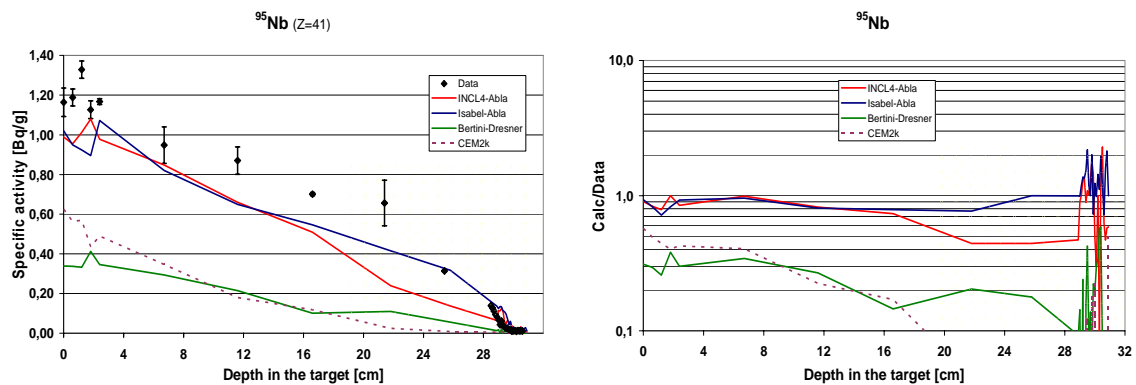 ⁹⁵Nb (Z=41)
Specific activity [Bq/g]
1,40
1,20
1,00
0,80
0,60
0,40
0,20
0,00
Data
INCL4-Abla
Isabel-Abla
Bertini-Dresner
CEM2k
0 4 8 12 16 20 24 28
Depth in the target [cm]
⁹⁵Nb
Calc/Data
10,0
1,0
0,1
INCL4-Abla
Isabel-Abla
Bertini-Dresner
CEM2k
0 4 8 12 16 20 24 28 32
Depth in the target [cm]